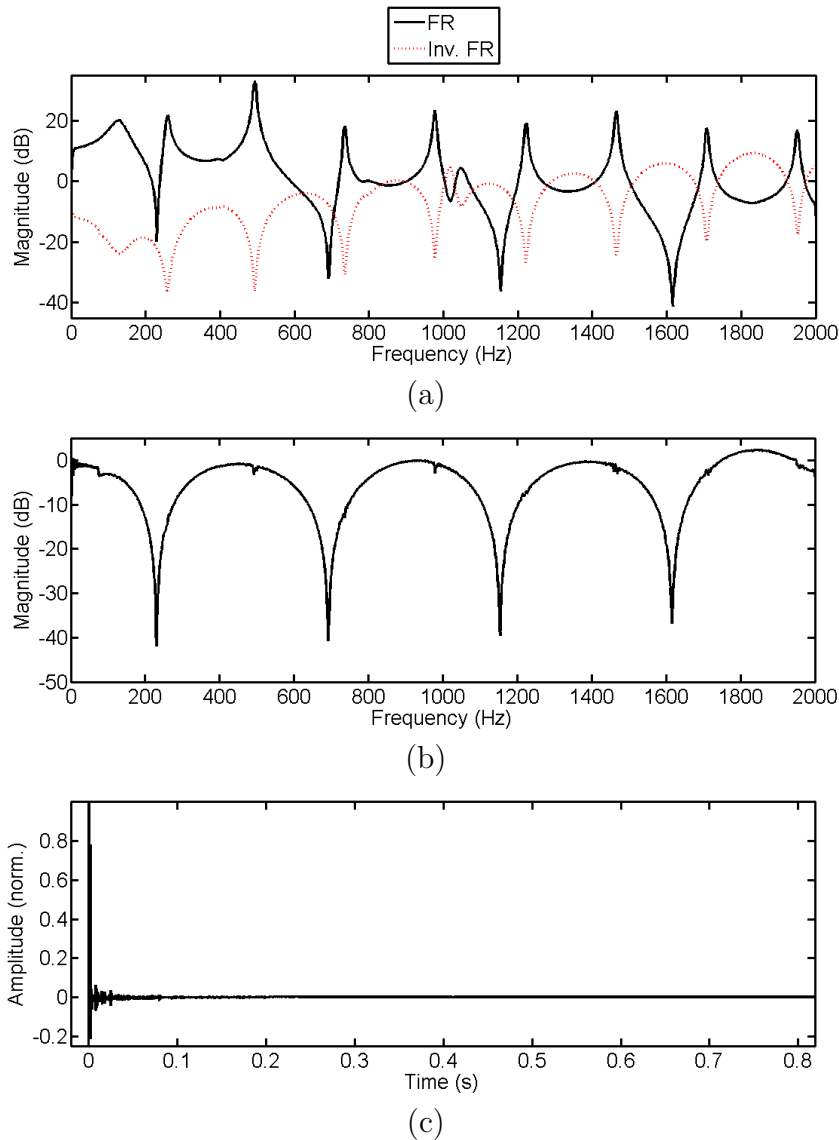 FR
Inv. FR
20
0
-20
-40
Magnitude (dB)
0 200 400 600 800 1000 1200 1400 1600 1800 2000
Frequency (Hz)
(a)
0
-10
-20
-30
-40
-50
Magnitude (dB)
0 200 400 600 800 1000 1200 1400 1600 1800 2000
Frequency (Hz)
(b)
0.8
0.6
0.4
0.2
0
-0.2
Amplitude (norm.)
0 0.1 0.2 0.3 0.4 0.5 0.6 0.7 0.8
Time (s)
(c)